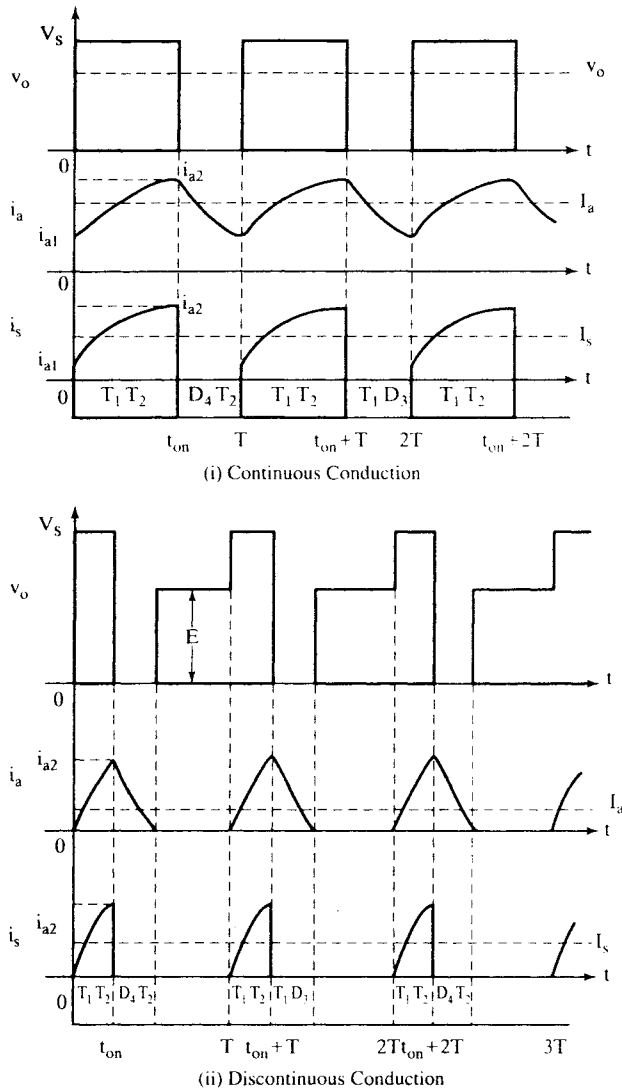 V_S
v_o v_o
0 t
i_a2
i_a I_a
i_a1
0 t
i_a2
i_s I_s
i_a1
0 T_1 T_2 D_4 T_2 T_1 T_2 T_1 D_3 T_1 T_2 t
t_on T t_on + T 2T t_on + 2T
(i) Continuous Conduction
V_S
v_o
E
0 t
i_a i_a2
I_a
0 t
i_s i_a2
I_s
0 t
T_1 T_2 D_4 T_2 T_1 T_2 T_1 D_3 T_1 T_2 D_4 T_2
t_on T t_on + T 2T t_on + 2T 3T
(ii) Discontinuous Conduction